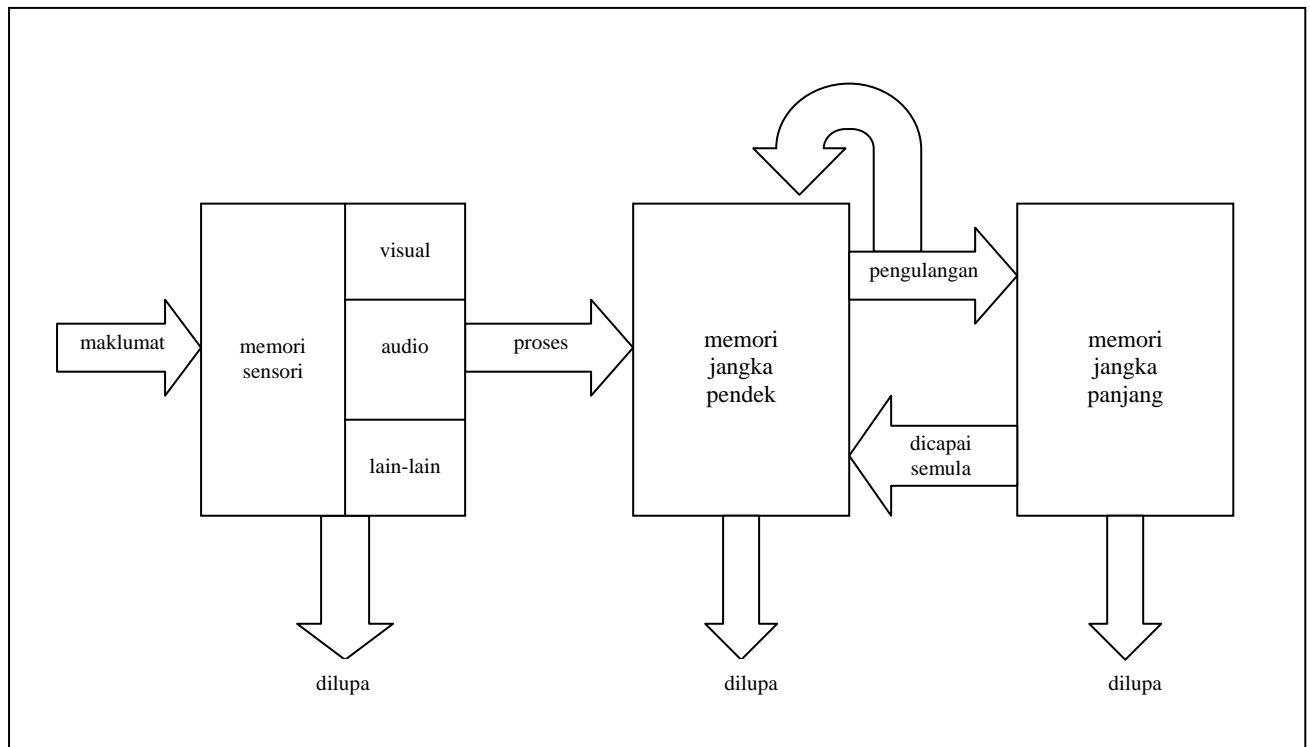 maklumat
memori
sensori
visual
audio
lain-lain
proses
memori
jangka
pendek
pengulangan
dicapai
semula
memori
jangka
panjang
dilupa
dilupa
dilupa